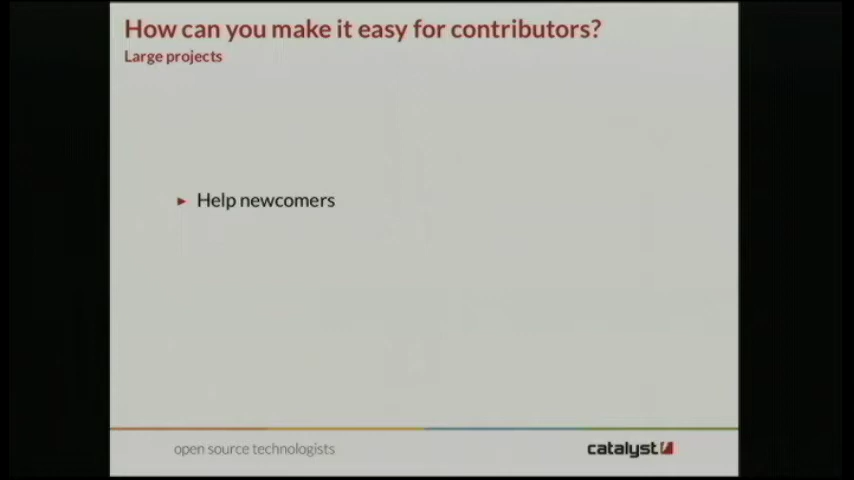 How can you make it easy for contributors?
Large projects
Help newcomers
open source technologists
catalyst